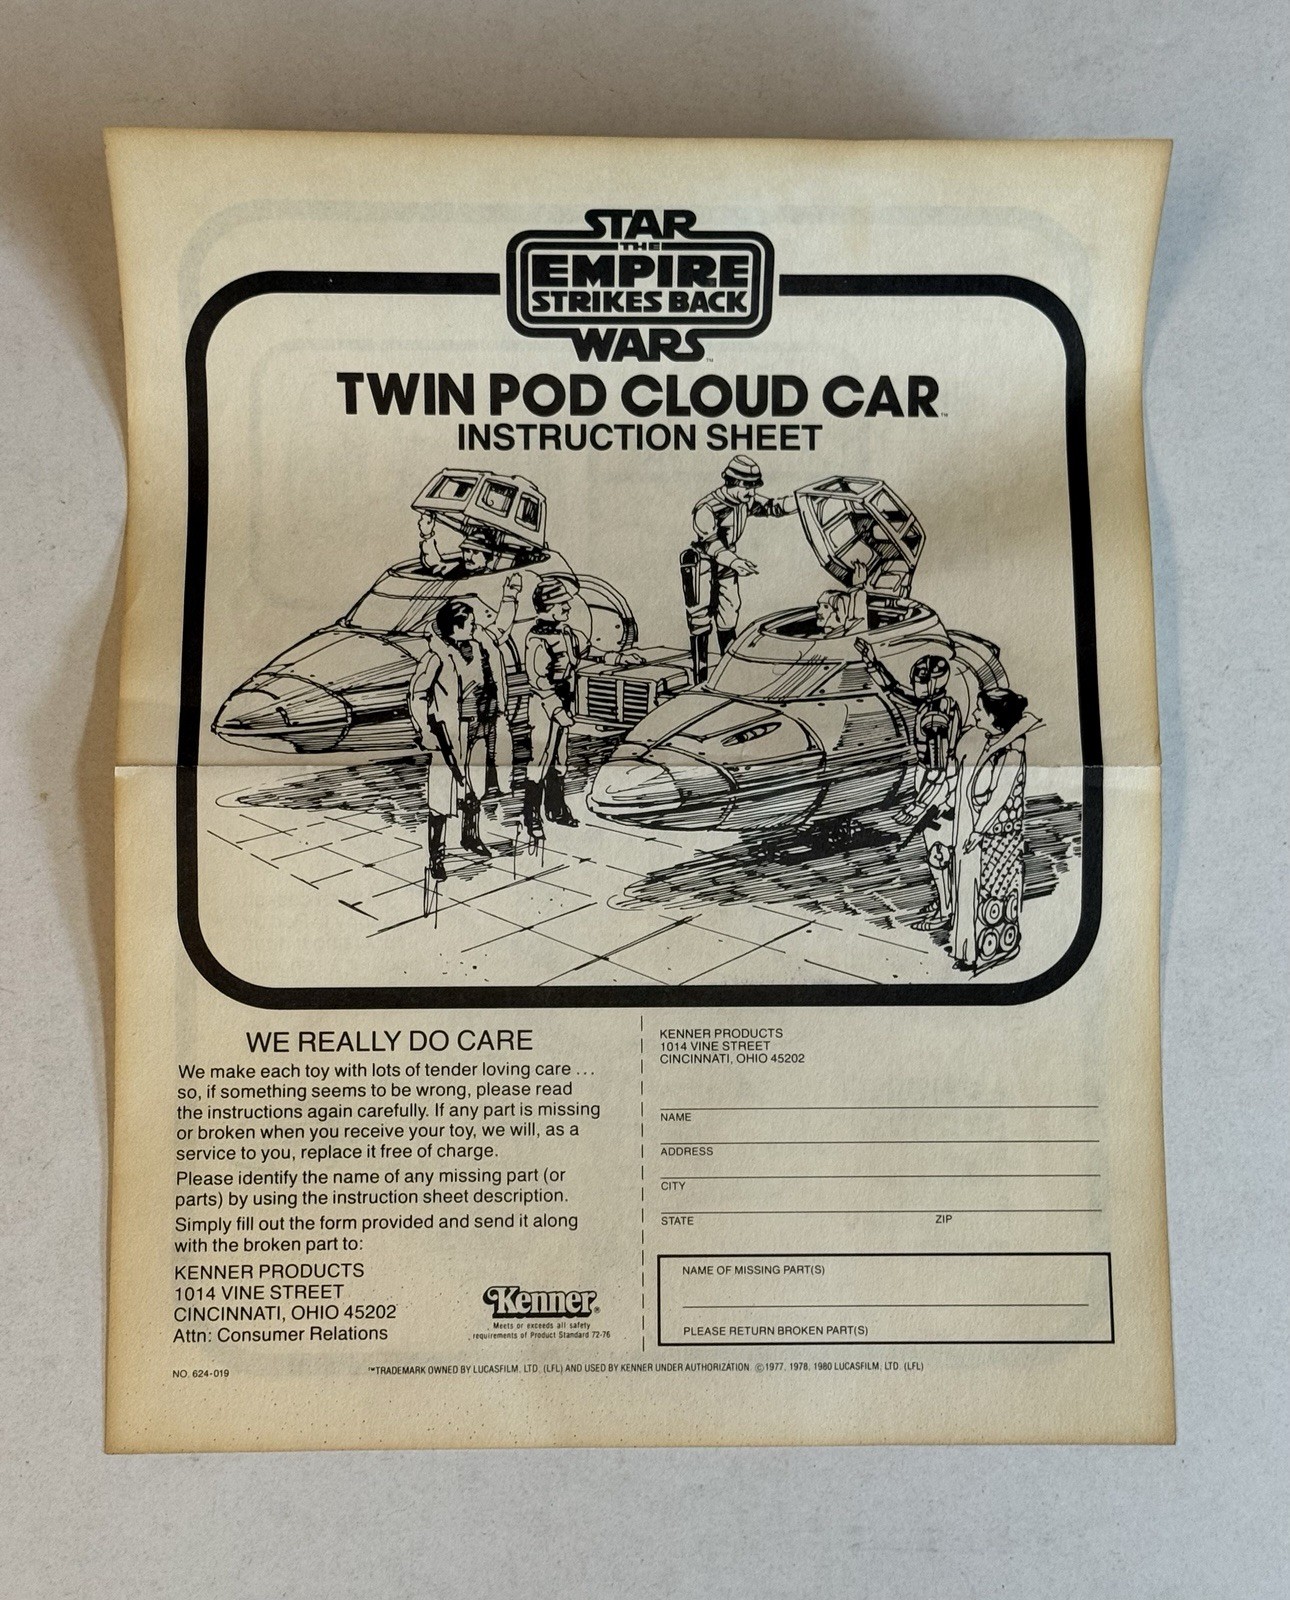 STAR
THE
EMPIRE
STRIKES BACK
WARS™
TWIN POD CLOUD CAR™
INSTRUCTION SHEET
WE REALLY DO CARE
We make each toy with lots of tender loving care ...
so, if something seems to be wrong, please read
the instructions again carefully. If any part is missing
or broken when you receive your toy, we will, as a
service to you, replace it free of charge.
Please identify the name of any missing part (or
parts) by using the instruction sheet description.
Simply fill out the form provided and send it along
with the broken part to:
KENNER PRODUCTS
1014 VINE STREET
CINCINNATI, OHIO 45202
Attn: Consumer Relations
Kenner®
Meets or exceeds all safety
requirements of Product Standard 72-76
KENNER PRODUCTS
1014 VINE STREET
CINCINNATI, OHIO 45202
NAME
ADDRESS
CITY
STATE ZIP
NAME OF MISSING PART(S)
PLEASE RETURN BROKEN PART(S)
NO. 624-019
™TRADEMARK OWNED BY LUCASFILM, LTD. (LFL) AND USED BY KENNER UNDER AUTHORIZATION. ©1977, 1978, 1980 LUCASFILM, LTD. (LFL)